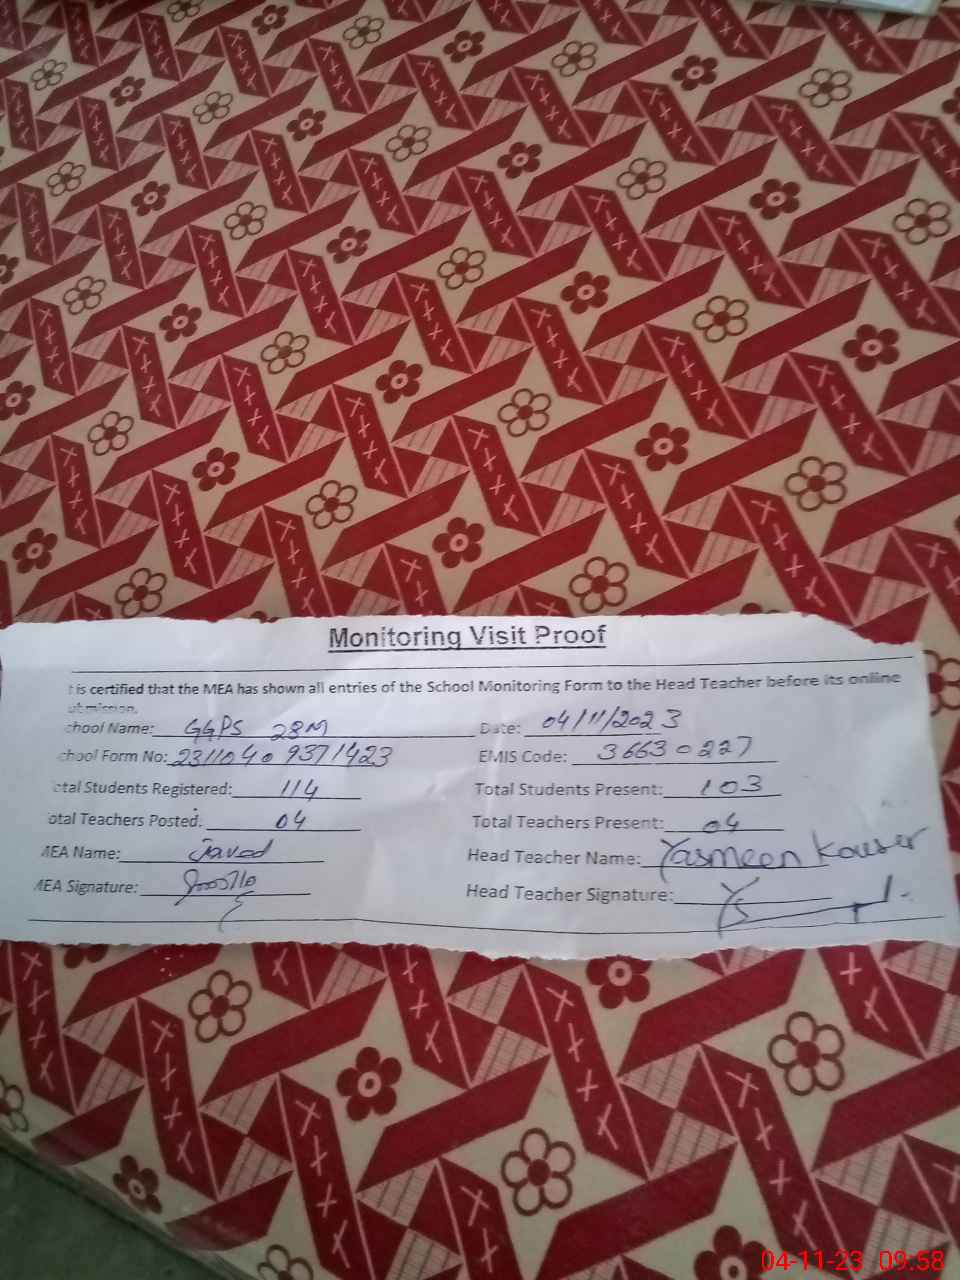 Monitoring Visit Proof
t is certified that the MEA has shown all entries of the School Monitoring Form to the Head Teacher before its online
ubmission.
chool Name: GGPS 28M Date: 04/11/2023
chool Form No: 23110409371423 EMIS Code: 36630227
otal Students Registered: 114 Total Students Present: 103
otal Teachers Posted: 04 Total Teachers Present: 04
MEA Name: Javed Head Teacher Name: Yasmeen Kouser
MEA Signature: Head Teacher Signature:
04-11-23 09:58